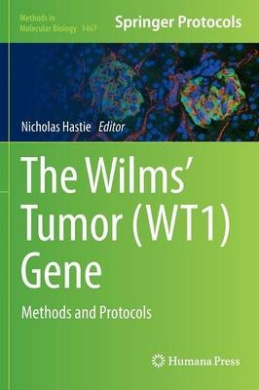 Methods in
Molecular Biology 1467
Springer Protocols
Nicholas Hastie Editor
The Wilms'
Tumor (WT1)
Gene
Methods and Protocols
Humana Press